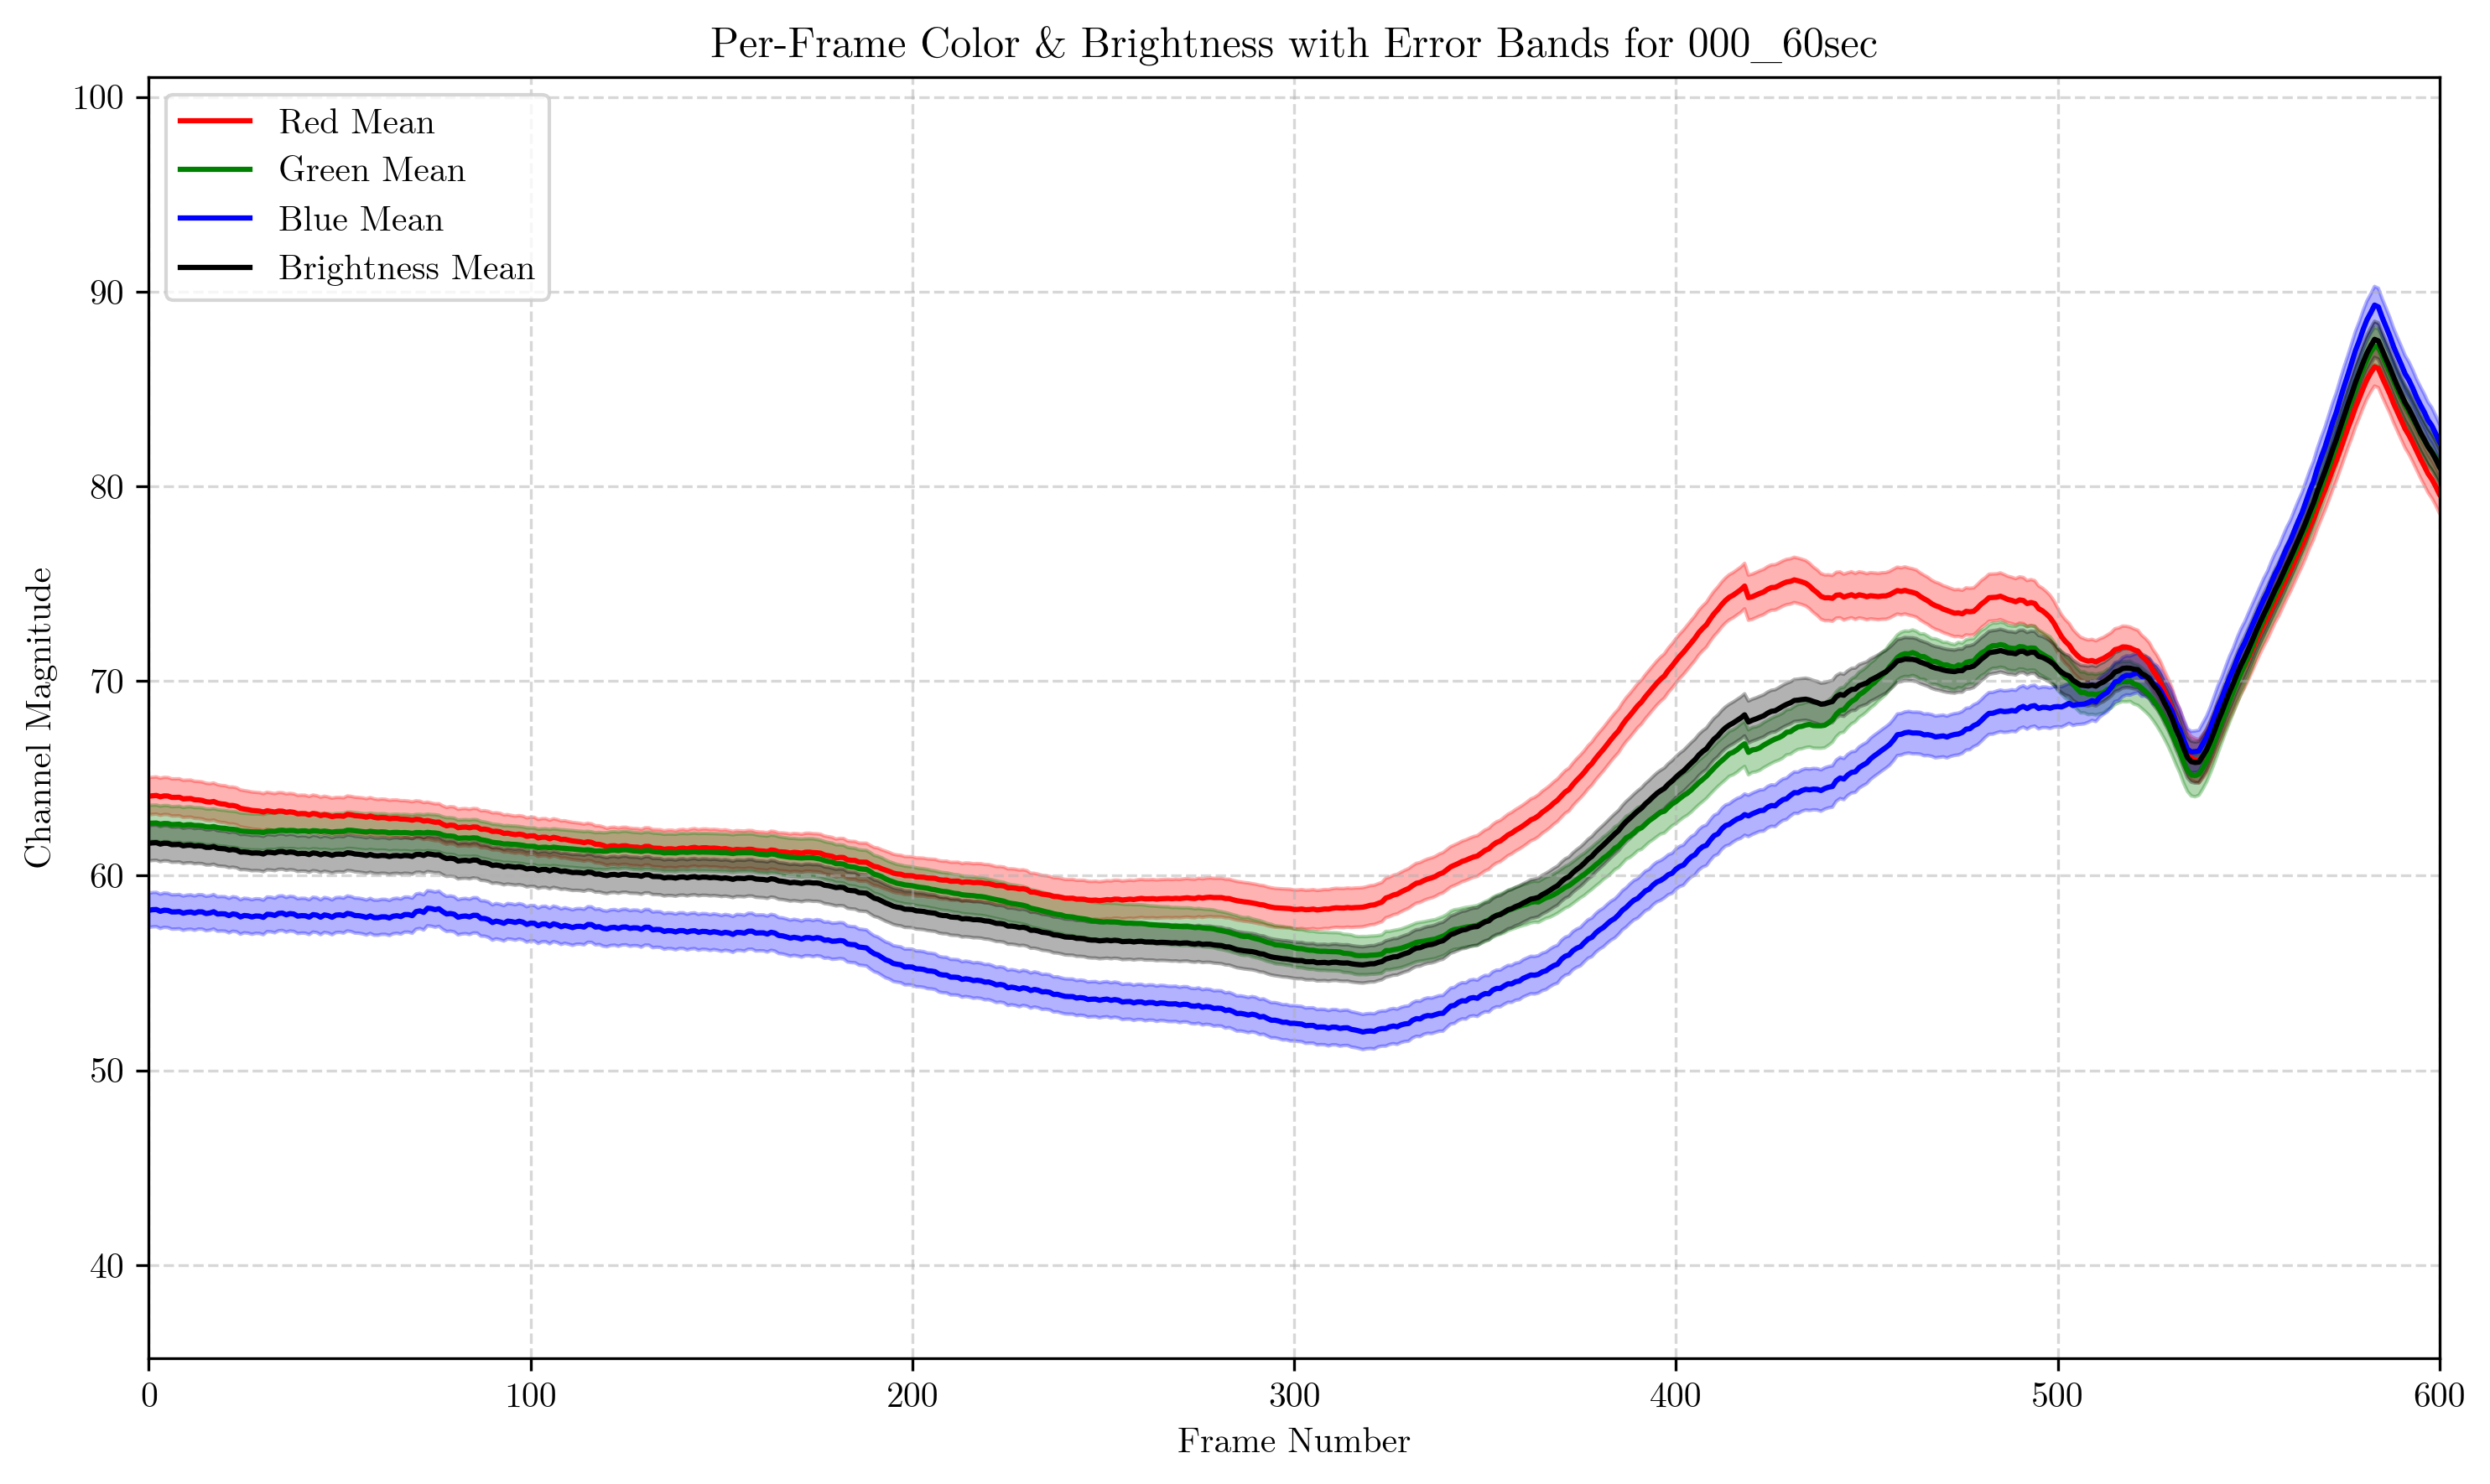 Per-Frame Color & Brightness with Error Bands for 000_60sec
Red Mean
Green Mean
Blue Mean
Brightness Mean
Channel Magnitude
100
90
80
70
60
50
40
0 100 200 300 400 500 600
Frame Number